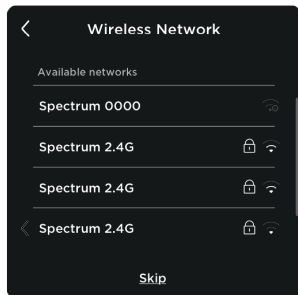 Wireless Network
Available networks
Spectrum 0000
Spectrum 2.4G
Spectrum 2.4G
Spectrum 2.4G
Skip